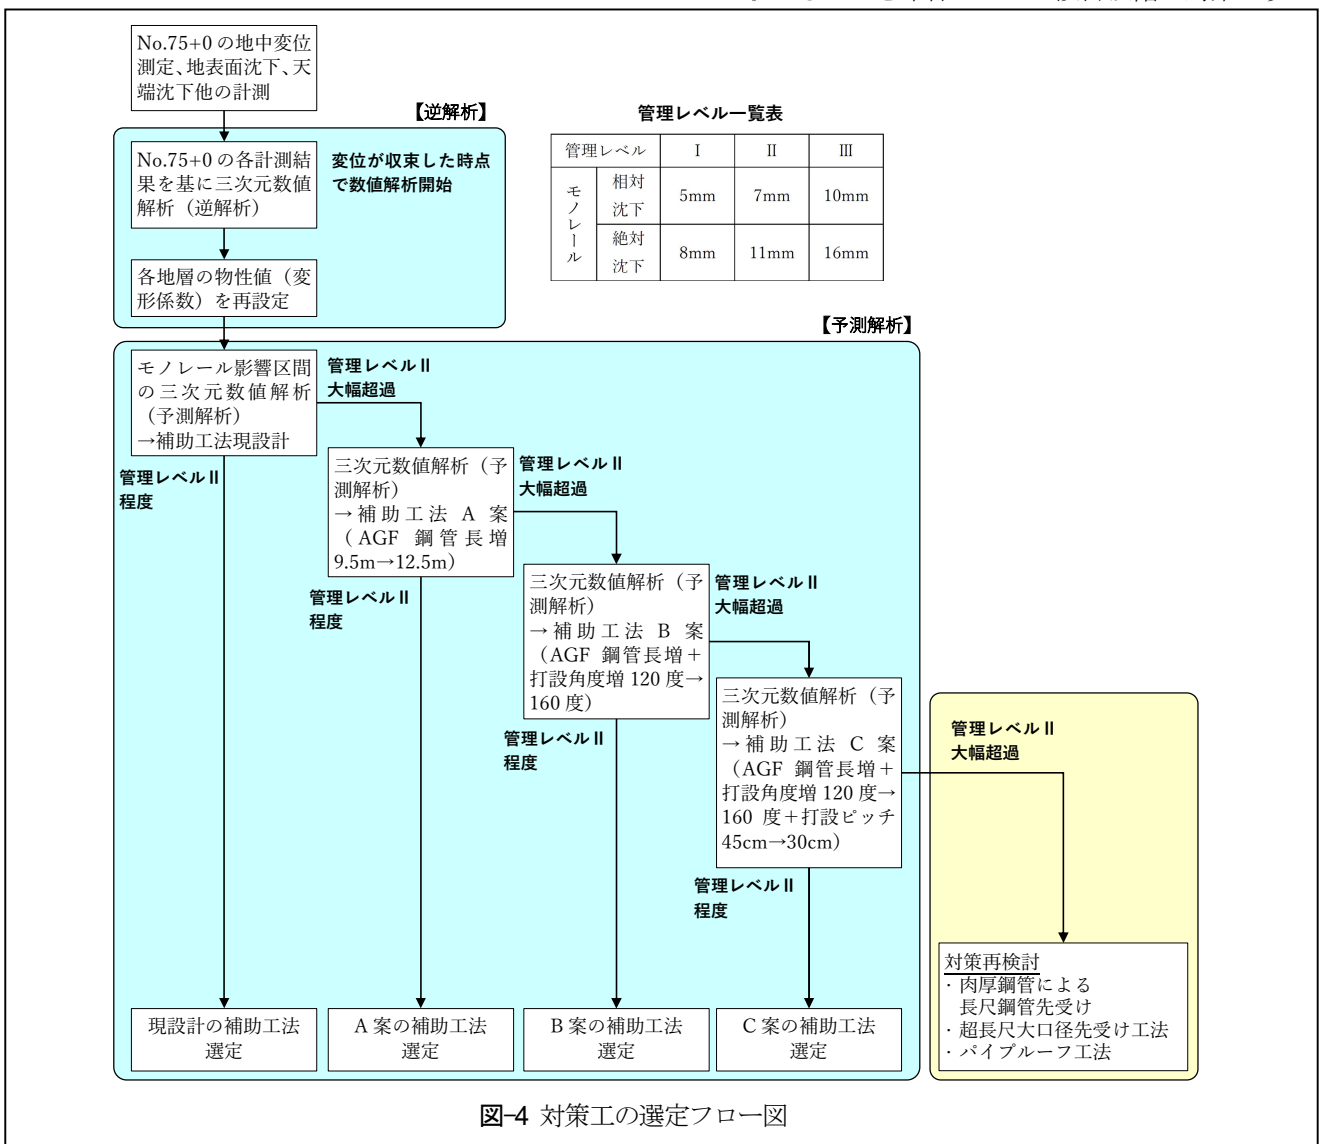 No.75+0 の地中変位
測定、地表面沈下、天
端沈下他の計測
【逆解析】
No.75+0 の各計測結
果を基に三次元数値
解析（逆解析）
変位が収束した時点
で数値解析開始
各地層の物性値（変
形係数）を再設定
管理レベル一覧表
管理レベル Ⅰ Ⅱ Ⅲ
モノレール
相対
沈下
5mm 7mm 10mm
絶対
沈下
8mm 11mm 16mm
【予測解析】
モノレール影響区間
の三次元数値解析
（予測解析）
→補助工法現設計
管理レベルⅡ
大幅超過
管理レベルⅡ
程度
三次元数値解析（予
測解析）
→補助工法 A 案
（AGF 鋼管長増
9.5m→12.5m）
管理レベルⅡ
大幅超過
管理レベルⅡ
程度
三次元数値解析（予
測解析）
→補助工法 B 案
（AGF 鋼管長増＋
打設角度増 120 度→
160 度）
管理レベルⅡ
大幅超過
管理レベルⅡ
程度
三次元数値解析（予
測解析）
→補助工法 C 案
（AGF 鋼管長増＋
打設角度増 120 度→
160 度＋打設ピッチ
45cm→30cm）
管理レベルⅡ
大幅超過
管理レベルⅡ
程度
現設計の補助工法
選定
A 案の補助工法
選定
B 案の補助工法
選定
C 案の補助工法
選定
対策再検討
・肉厚鋼管による
長尺鋼管先受け
・超長尺大口径先受け工法
・パイプルーフ工法
図-4 対策工の選定フロー図